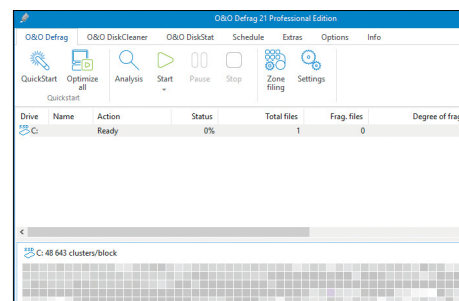 O&O Defrag 21 Professional Edition
O&O Defrag O&O DiskCleaner O&O DiskStat Schedule Extras Options Info
QuickStart Optimize all Analysis Start Pause Stop Zone filing Settings
Quickstart
Drive Name Action Status Total files Frag. files Degree of frag
C: Ready 0% 1 0
C: 48 643 clusters/block